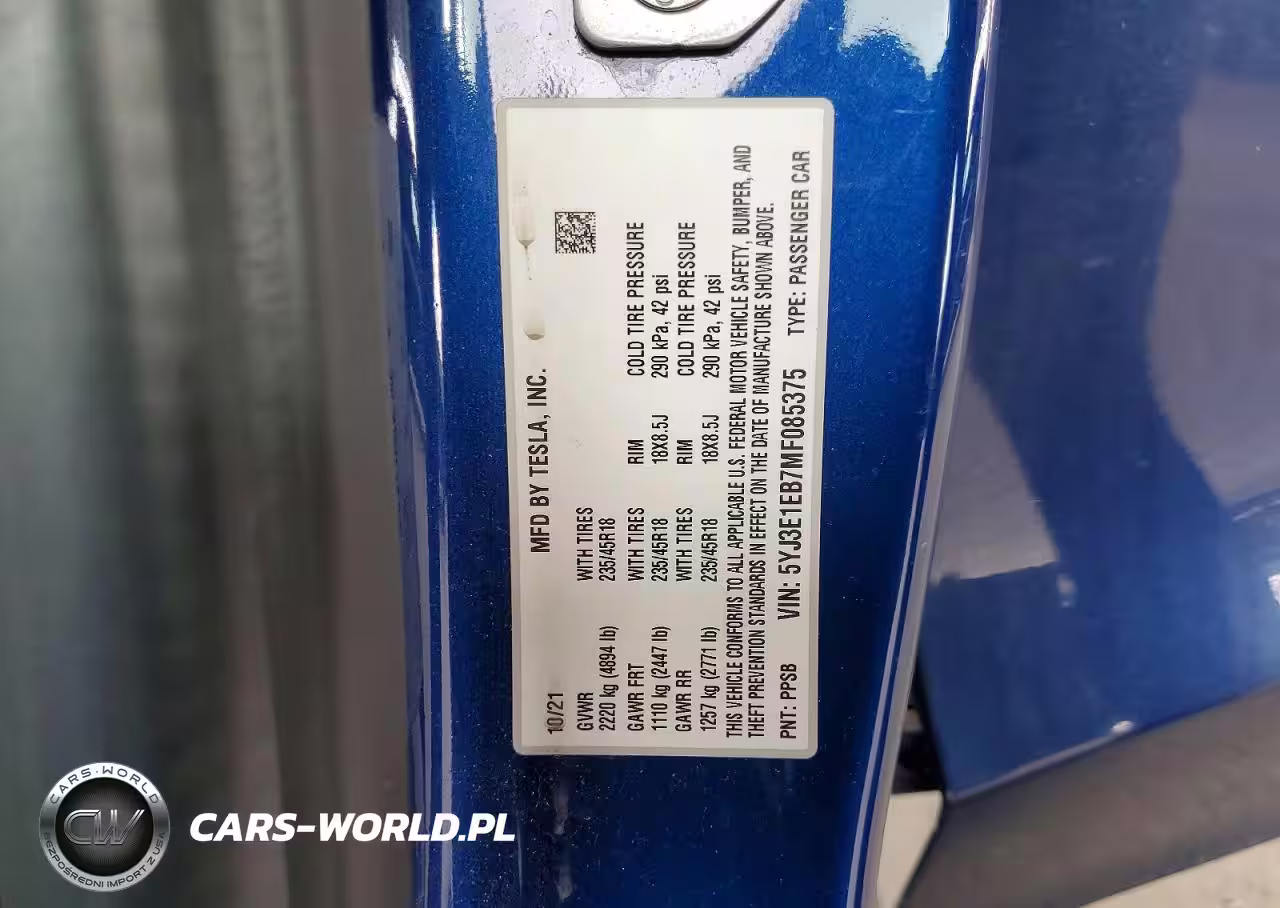 MFD BY TESLA, INC.
10/21
GVWR WITH TIRES
2220 kg (4894 lb) 235/45R18
GAWR FRT WITH TIRES RIM COLD TIRE PRESSURE
1110 kg (2447 lb) 235/45R18 18X8.5J 290 kPa, 42 psi
GAWR RR WITH TIRES RIM COLD TIRE PRESSURE
1257 kg (2771 lb) 235/45R18 18X8.5J 290 kPa, 42 psi
THIS VEHICLE CONFORMS TO ALL APPLICABLE U.S. FEDERAL MOTOR VEHICLE SAFETY, BUMPER, AND
THEFT PREVENTION STANDARDS IN EFFECT ON THE DATE OF MANUFACTURE SHOWN ABOVE.
PNT: PPSB VIN: 5YJ3E1EB7MF085375 TYPE: PASSENGER CAR
CARS-WORLD
CW
BEZPOŚREDNI IMPORT Z USA
CARS-WORLD.PL